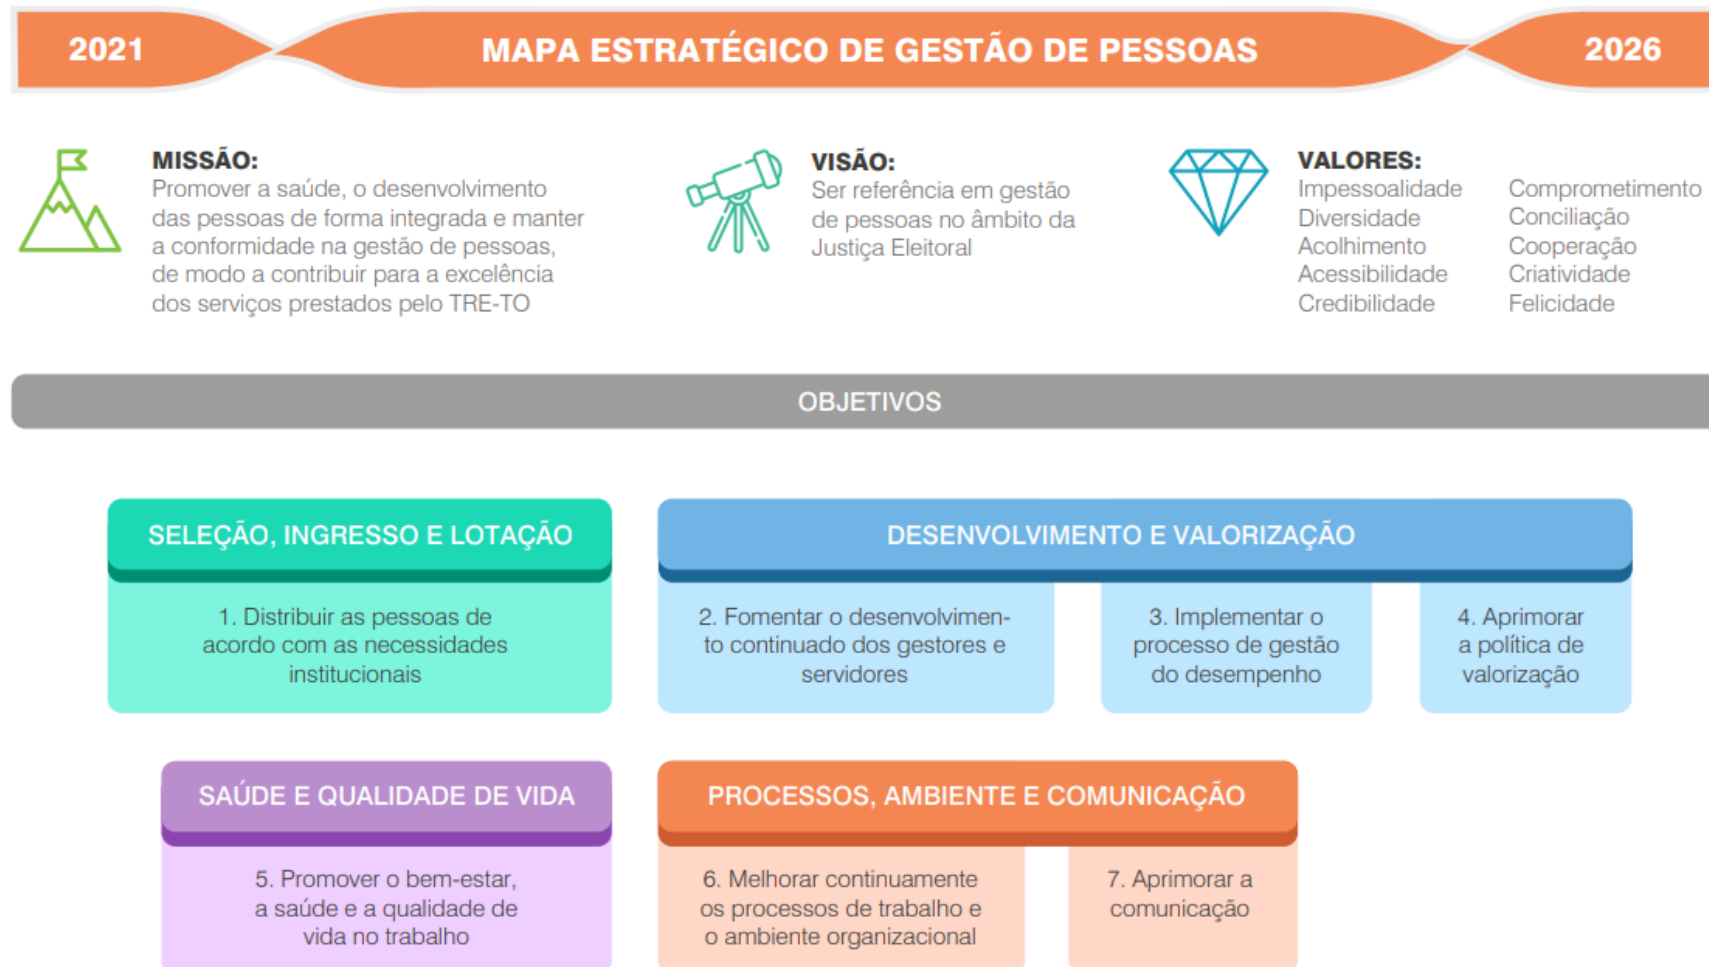 2021
MAPA ESTRATÉGICO DE GESTÃO DE PESSOAS
2026
MISSÃO:
Promover a saúde, o desenvolvimento
das pessoas de forma integrada e manter
a conformidade na gestão de pessoas,
de modo a contribuir para a excelência
dos serviços prestados pelo TRE-TO
VISÃO:
Ser referência em gestão
de pessoas no âmbito da
Justiça Eleitoral
VALORES:
Impessoalidade
Diversidade
Acolhimento
Acessibilidade
Credibilidade
Comprometimento
Conciliação
Cooperação
Criatividade
Felicidade
OBJETIVOS
SELEÇÃO, INGRESSO E LOTAÇÃO
1. Distribuir as pessoas de
acordo com as necessidades
institucionais
DESENVOLVIMENTO E VALORIZAÇÃO
2. Fomentar o desenvolvimen-
to continuado dos gestores e
servidores
3. Implementar o
processo de gestão
do desempenho
4. Aprimorar
a política de
valorização
SAÚDE E QUALIDADE DE VIDA
5. Promover o bem-estar,
a saúde e a qualidade de
vida no trabalho
PROCESSOS, AMBIENTE E COMUNICAÇÃO
6. Melhorar continuamente
os processos de trabalho e
o ambiente organizacional
7. Aprimorar a
comunicação